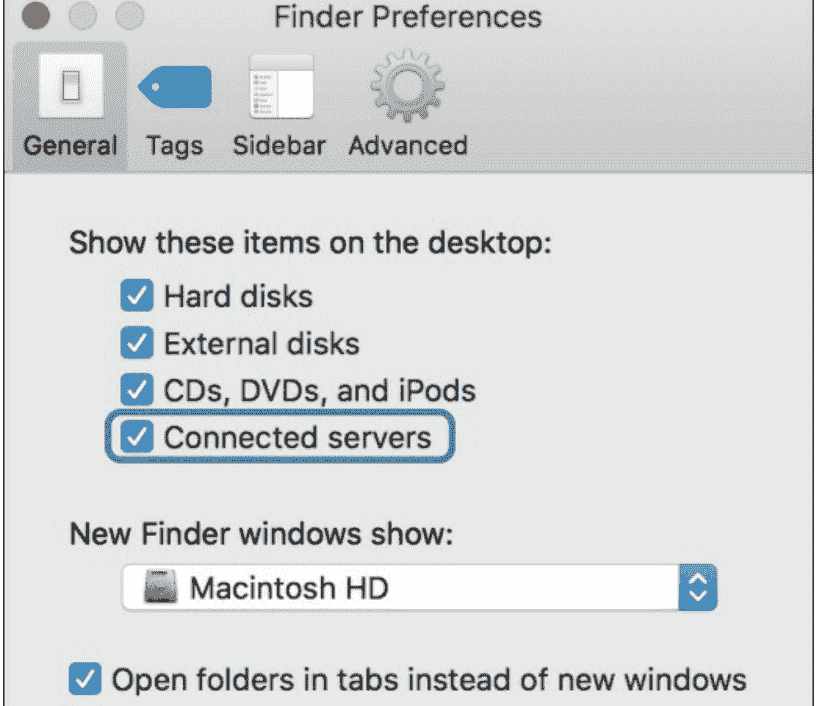 Finder Preferences
General Tags Sidebar Advanced
Show these items on the desktop:
Hard disks
External disks
CDs, DVDs, and iPods
Connected servers
New Finder windows show:
Macintosh HD
Open folders in tabs instead of new windows